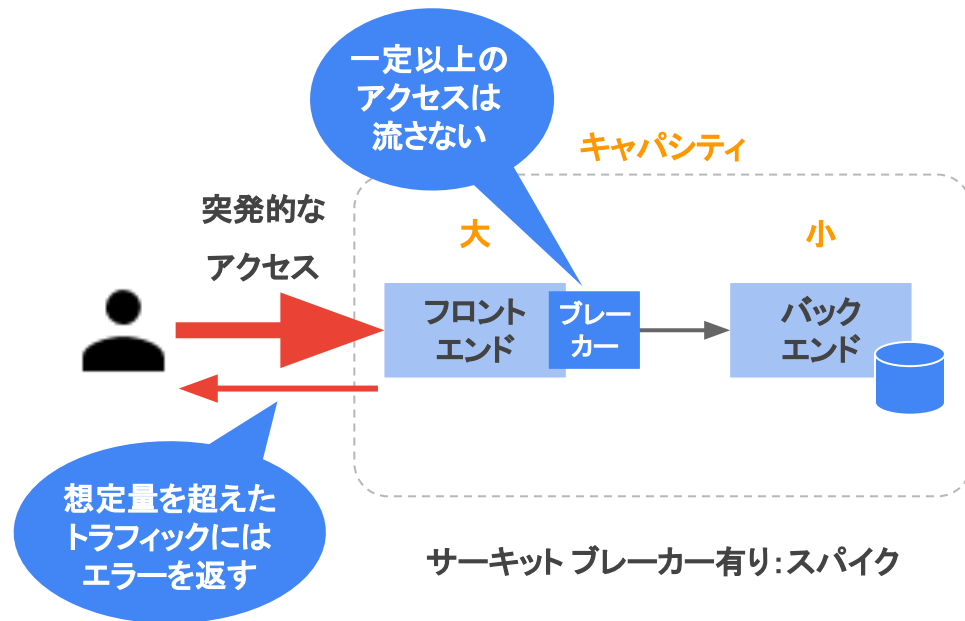 一定以上の
アクセスは
流さない
キャパシティ
突発的な
アクセス
大
小
フロント
エンド
ブレー
カー
バック
エンド
想定量を超えた
トラフィックには
エラーを返す
サーキット ブレーカー有り：スパイク